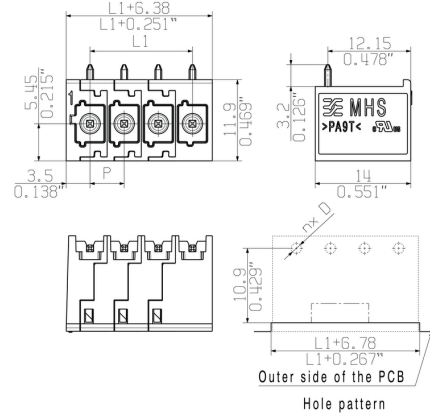 L1+6.38
L1+0.251"
L1
12.15
0.478"
5.45
0.215"
1
11.9
0.469"
3.2
0.126"
MHS
>PA9T<
3.5
0.138"
P
14
0.551"
nx D
10.9
0.429"
L1+6.78
L1+0.267"
Outer side of the PCB
Hole pattern